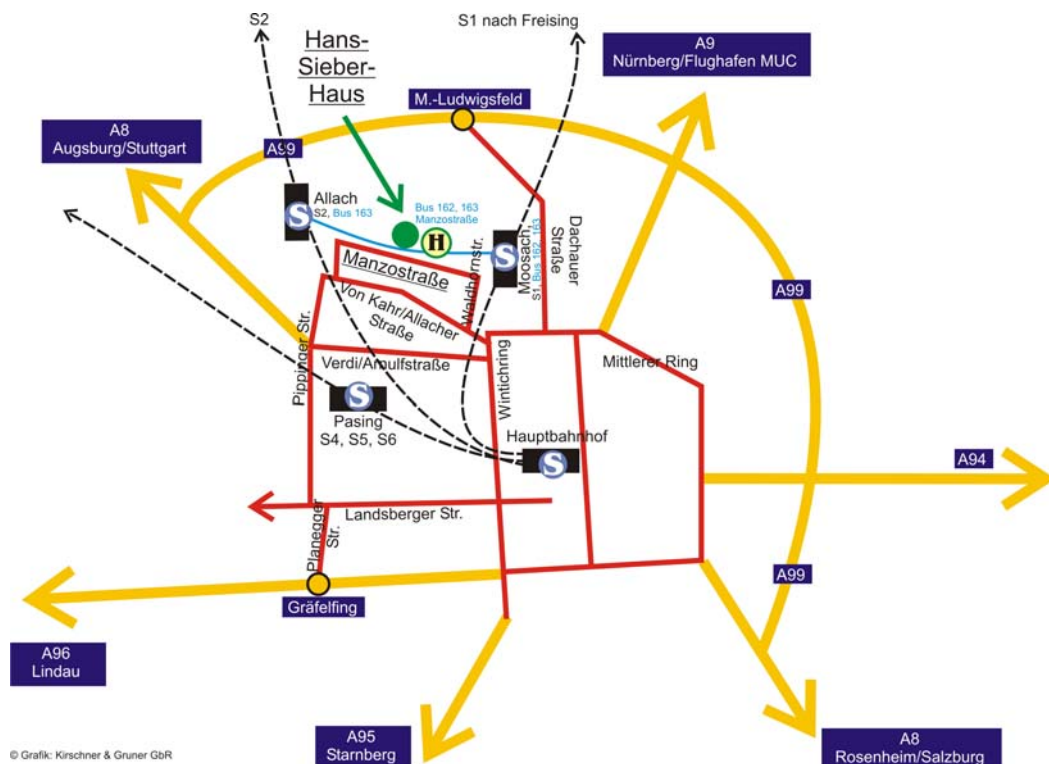 S2
S1 nach Freising
Hans-
Sieber-
Haus
A9
Nürnberg/Flughafen MUC
M.-Ludwigsfeld
A8
Augsburg/Stuttgart
A99
Allach
S2, Bus 163
S
Bus 162, 163
Manzostraße
H
S
Moosach,
S1, Bus 162, 163
Dachauer
Straße
Waldhornstr.
Manzostraße
A99
Von Kahr/Allacher
Straße
Pippinger Str.
Verdi/Arnulfstraße
Wintichring
Mittlerer Ring
S
Pasing
S4, S5, S6
Hauptbahnhof
S
A94
Landsberger Str.
Planegger
Str.
A99
Gräfelfing
A96
Lindau
A95
Starnberg
A8
Rosenheim/Salzburg
© Grafik: Kirschner & Gruner GbR